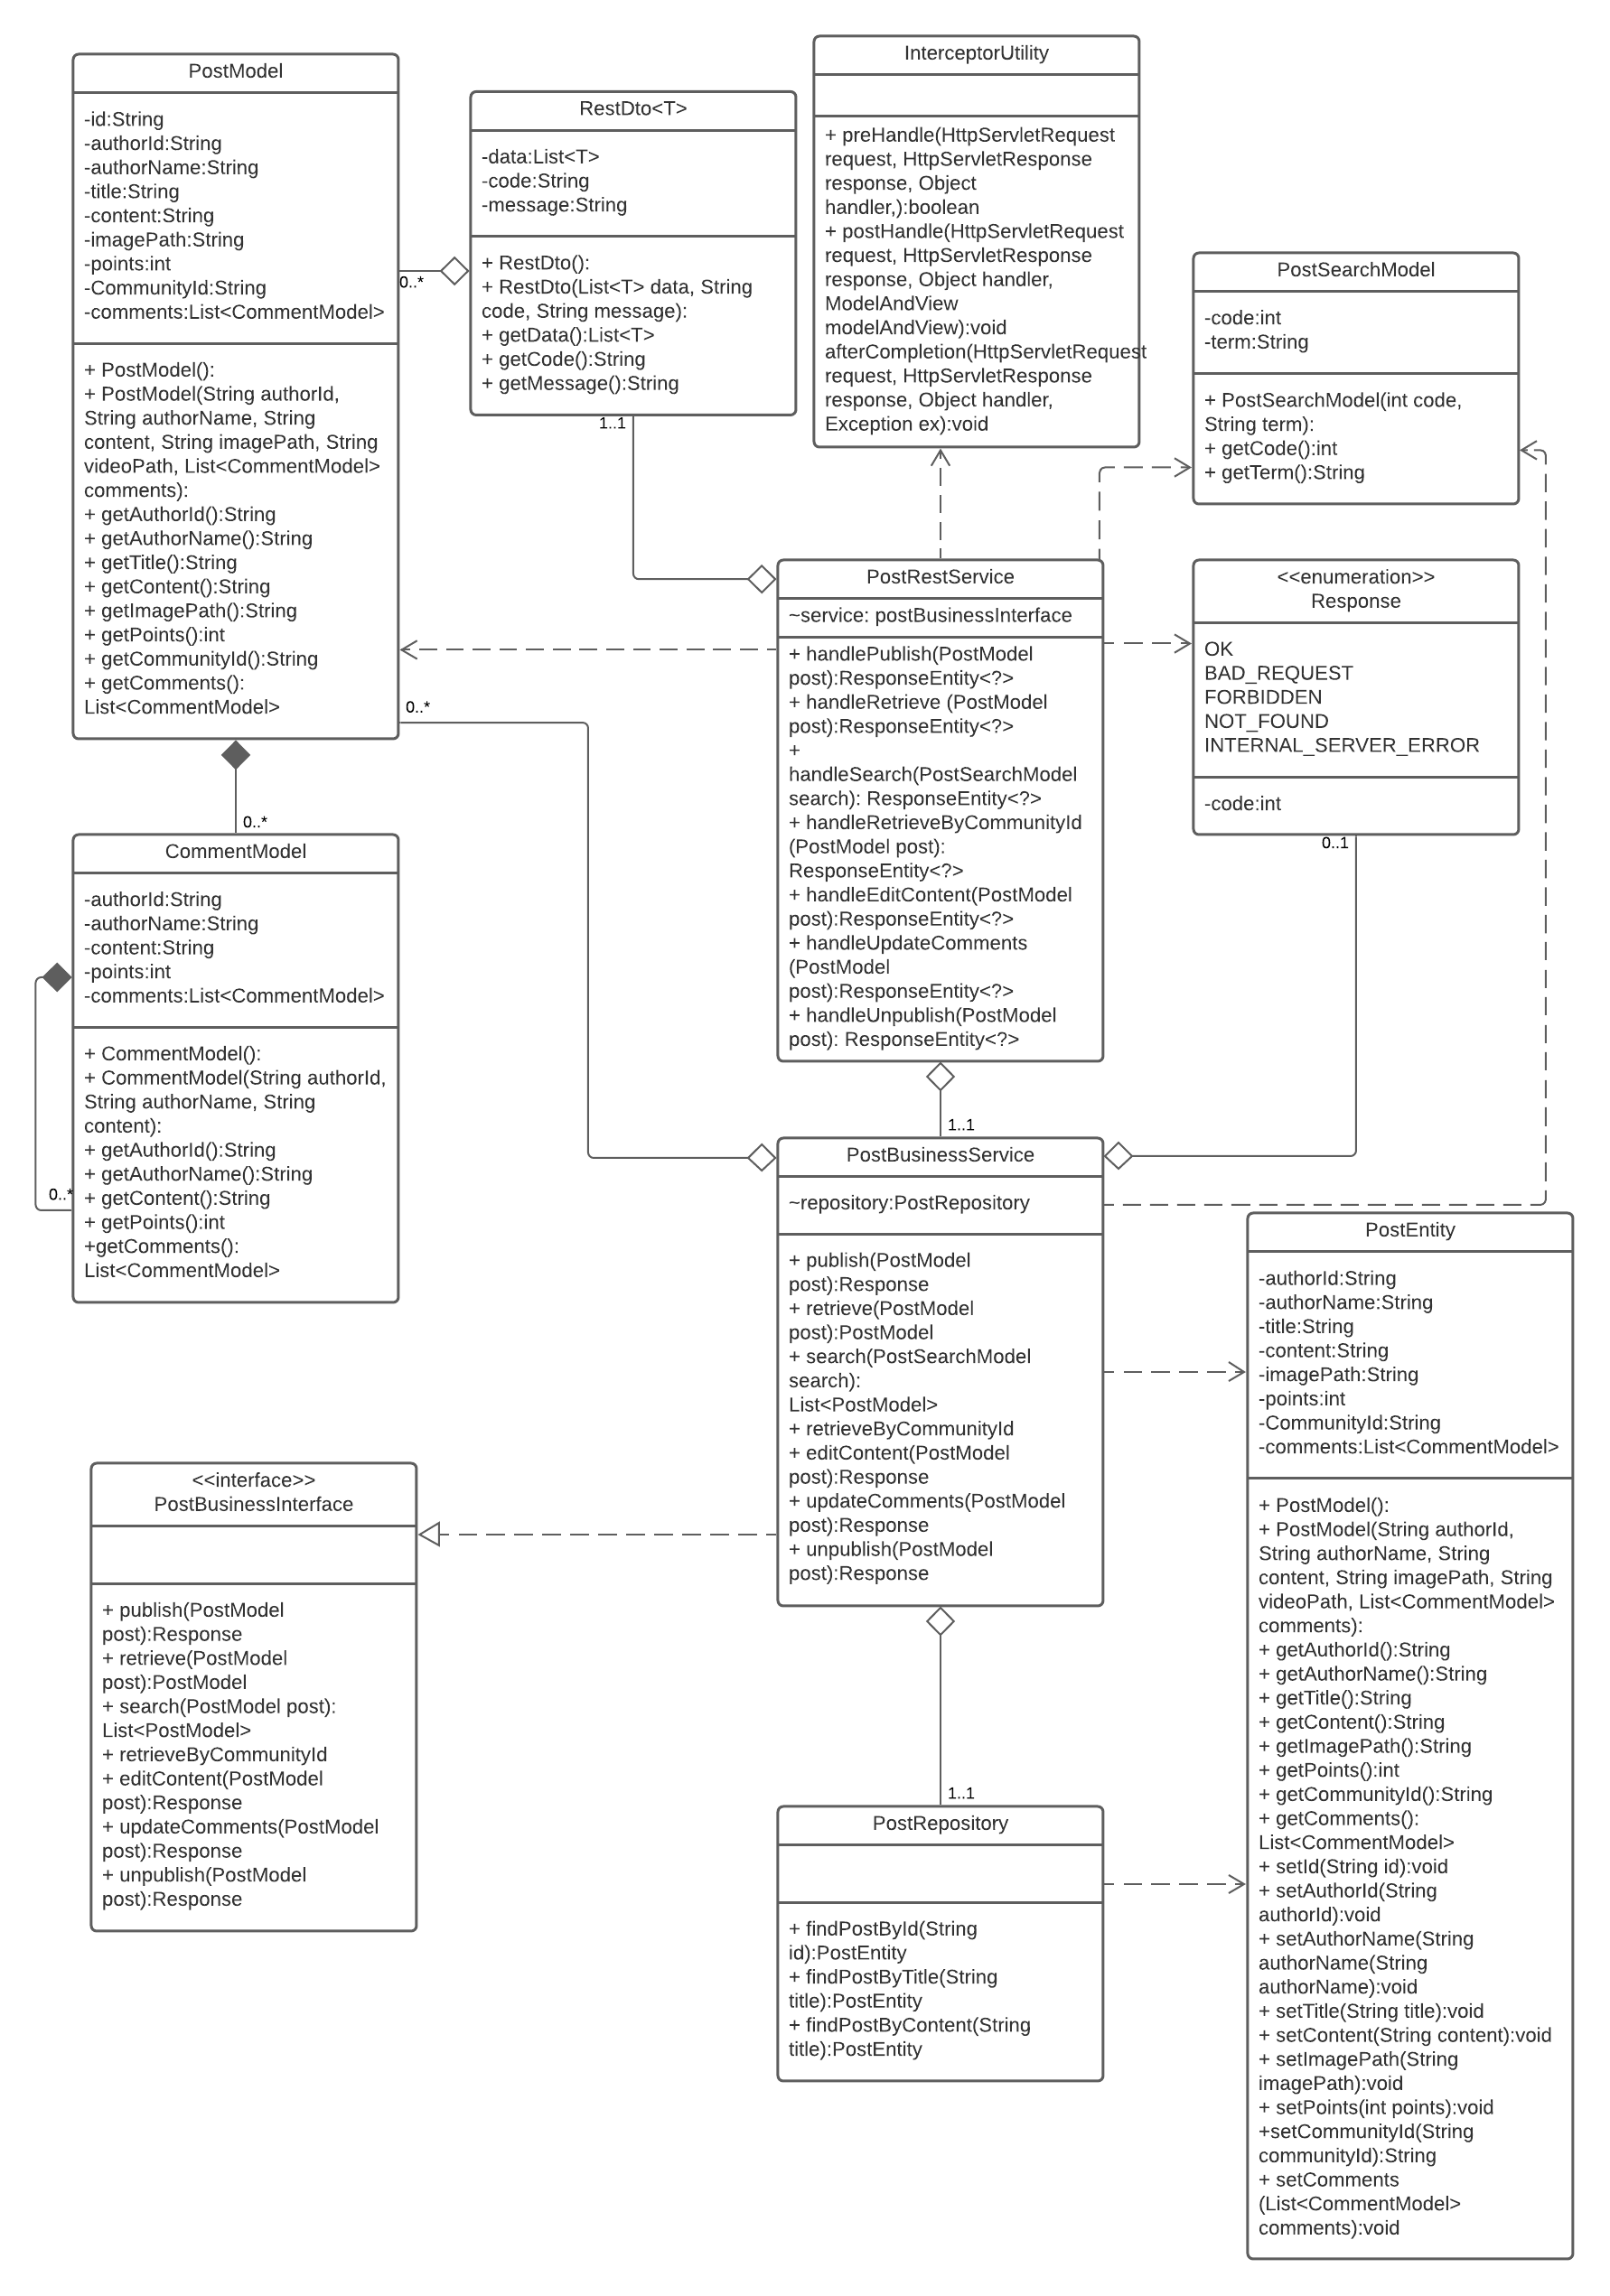 PostModel
-id:String
-authorId:String
-authorName:String
-title:String
-content:String
-imagePath:String
-points:int
-CommunityId:String
-comments:List<CommentModel>
+ PostModel():
+ PostModel(String authorId,
String authorName, String
content, String imagePath, String
videoPath, List<CommentModel>
comments):
+ getAuthorId():String
+ getAuthorName():String
+ getTitle():String
+ getContent():String
+ getImagePath():String
+ getPoints():int
+ getCommunityId():String
+ getComments():
List<CommentModel>
0..*
RestDto<T>
-data:List<T>
-code:String
-message:String
+ RestDto():
+ RestDto(List<T> data, String
code, String message):
+ getData():List<T>
+ getCode():String
+ getMessage():String
1..1
InterceptorUtility
+ preHandle(HttpServletRequest
request, HttpServletResponse
response, Object
handler,):boolean
+ postHandle(HttpServletRequest
request, HttpServletResponse
response, Object handler,
ModelAndView
modelAndView):void
afterCompletion(HttpServletRequest
request, HttpServletResponse
response, Object handler,
Exception ex):void
PostSearchModel
-code:int
-term:String
+ PostSearchModel(int code,
String term):
+ getCode():int
+ getTerm():String
PostRestService
~service: postBusinessInterface
+ handlePublish(PostModel
post):ResponseEntity<?>
+ handleRetrieve (PostModel
post):ResponseEntity<?>
+
handleSearch(PostSearchModel
search): ResponseEntity<?>
+ handleRetrieveByCommunityId
(PostModel post):
ResponseEntity<?>
+ handleEditContent(PostModel
post):ResponseEntity<?>
+ handleUpdateComments
(PostModel
post):ResponseEntity<?>
+ handleUnpublish(PostModel
post): ResponseEntity<?>
<<enumeration>>
Response
OK
BAD_REQUEST
FORBIDDEN
NOT_FOUND
INTERNAL_SERVER_ERROR
-code:int
0..1
0..*
0..*
CommentModel
-authorId:String
-authorName:String
-content:String
-points:int
-comments:List<CommentModel>
+ CommentModel():
+ CommentModel(String authorId,
String authorName, String
content):
+ getAuthorId():String
+ getAuthorName():String
+ getContent():String
+ getPoints():int
+getComments():
List<CommentModel>
0..*
1..1
PostBusinessService
~repository:PostRepository
+ publish(PostModel
post):Response
+ retrieve(PostModel
post):PostModel
+ search(PostSearchModel
search):
List<PostModel>
+ retrieveByCommunityId
+ editContent(PostModel
post):Response
+ updateComments(PostModel
post):Response
+ unpublish(PostModel
post):Response
<<interface>>
PostBusinessInterface
+ publish(PostModel
post):Response
+ retrieve(PostModel
post):PostModel
+ search(PostModel post):
List<PostModel>
+ retrieveByCommunityId
+ editContent(PostModel
post):Response
+ updateComments(PostModel
post):Response
+ unpublish(PostModel
post):Response
1..1
PostRepository
+ findPostById(String
id):PostEntity
+ findPostByTitle(String
title):PostEntity
+ findPostByContent(String
title):PostEntity
PostEntity
-authorId:String
-authorName:String
-title:String
-content:String
-imagePath:String
-points:int
-CommunityId:String
-comments:List<CommentModel>
+ PostModel():
+ PostModel(String authorId,
String authorName, String
content, String imagePath, String
videoPath, List<CommentModel>
comments):
+ getAuthorId():String
+ getAuthorName():String
+ getTitle():String
+ getContent():String
+ getImagePath():String
+ getPoints():int
+ getCommunityId():String
+ getComments():
List<CommentModel>
+ setId(String id):void
+ setAuthorId(String
authorId):void
+ setAuthorName(String
authorName(String
authorName):void
+ setTitle(String title):void
+ setContent(String content):void
+ setImagePath(String
imagePath):void
+ setPoints(int points):void
+setCommunityId(String
communityId):String
+ setComments
(List<CommentModel>
comments):void